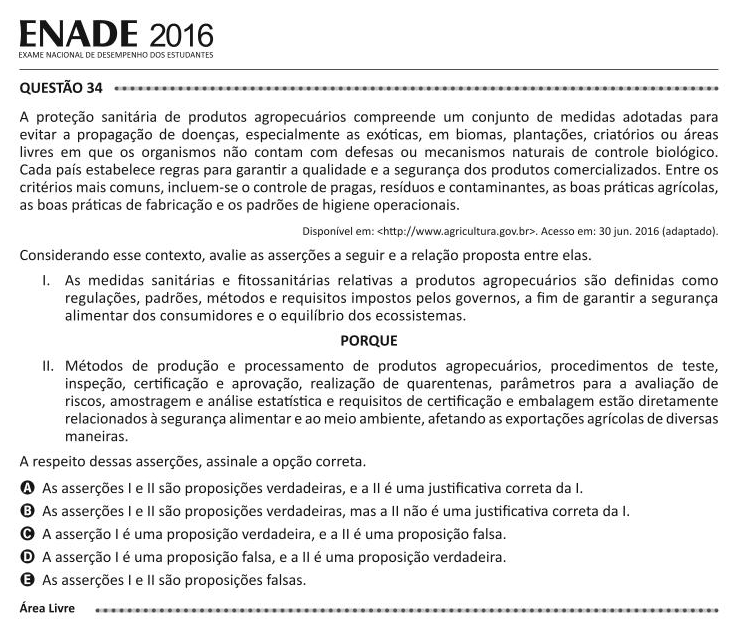 ENADE 2016
EXAME NACIONAL DE DESEMPENHO DOS ESTUDANTES
QUESTÃO 34
A proteção sanitária de produtos agropecuários compreende um conjunto de medidas adotadas para
evitar a propagação de doenças, especialmente as exóticas, em biomas, plantações, criatórios ou áreas
livres em que os organismos não contam com defesas ou mecanismos naturais de controle biológico.
Cada país estabelece regras para garantir a qualidade e a segurança dos produtos comercializados. Entre os
critérios mais comuns, incluem-se o controle de pragas, resíduos e contaminantes, as boas práticas agrícolas,
as boas práticas de fabricação e os padrões de higiene operacionais.
Disponível em: <http://www.agricultura.gov.br>. Acesso em: 30 jun. 2016 (adaptado).
Considerando esse contexto, avalie as asserções a seguir e a relação proposta entre elas.
I. As medidas sanitárias e fitossanitárias relativas a produtos agropecuários são definidas como
regulações, padrões, métodos e requisitos impostos pelos governos, a fim de garantir a segurança
alimentar dos consumidores e o equilíbrio dos ecossistemas.
PORQUE
II. Métodos de produção e processamento de produtos agropecuários, procedimentos de teste,
inspeção, certificação e aprovação, realização de quarentenas, parâmetros para a avaliação de
riscos, amostragem e análise estatística e requisitos de certificação e embalagem estão diretamente
relacionados à segurança alimentar e ao meio ambiente, afetando as exportações agrícolas de diversas
maneiras.
A respeito dessas asserções, assinale a opção correta.
A As asserções I e II são proposições verdadeiras, e a II é uma justificativa correta da I.
B As asserções I e II são proposições verdadeiras, mas a II não é uma justificativa correta da I.
C A asserção I é uma proposição verdadeira, e a II é uma proposição falsa.
D A asserção I é uma proposição falsa, e a II é uma proposição verdadeira.
E As asserções I e II são proposições falsas.
Área Livre